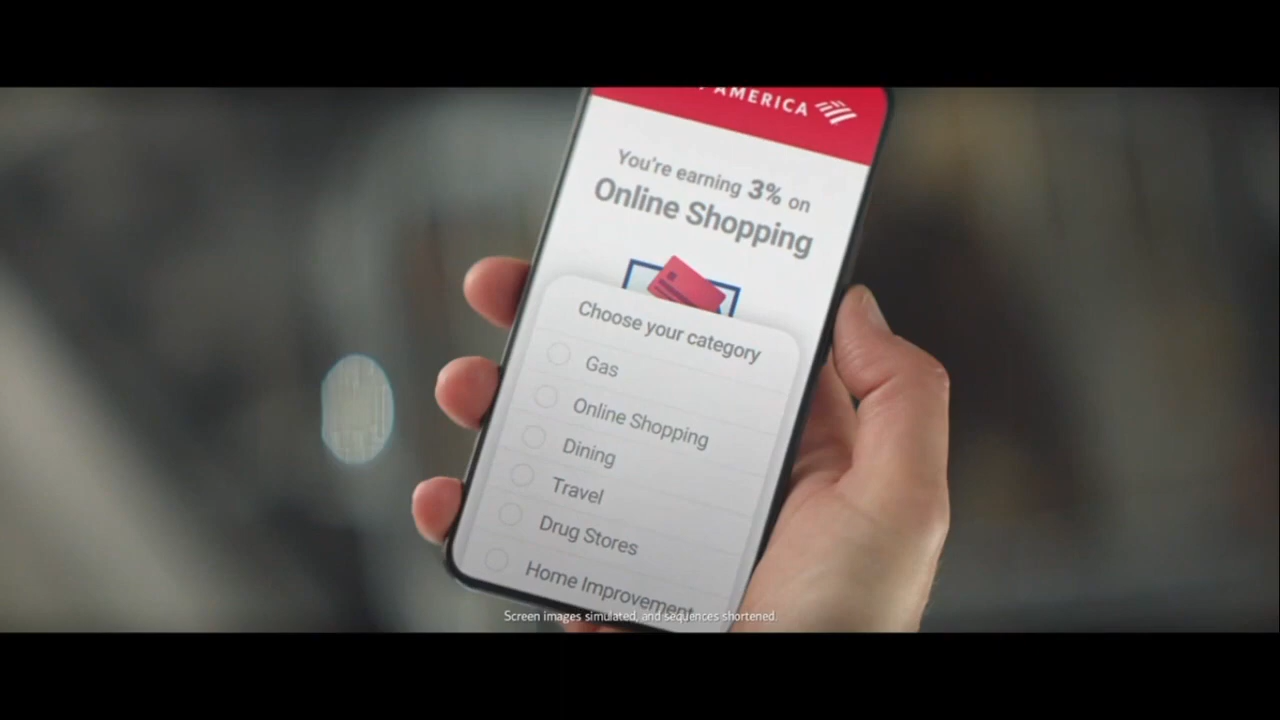 AMERICA
You're earning 3% on
Online Shopping
Choose your category
Gas
Online Shopping
Dining
Travel
Drug Stores
Home Improvement
Screen images simulated, and sequences shortened.